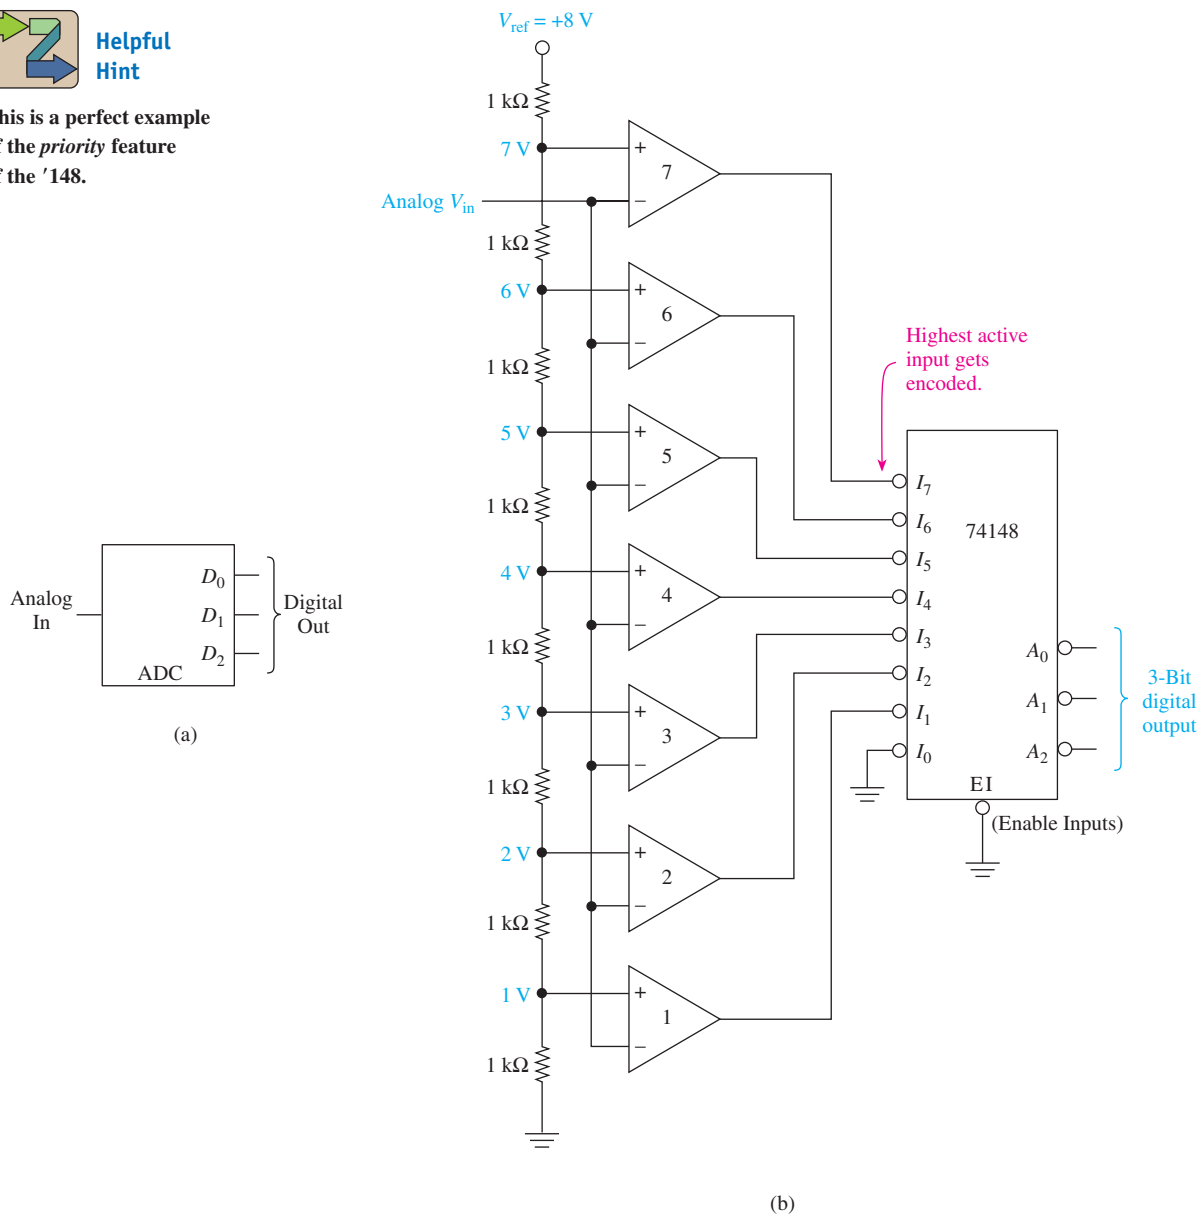 Helpful
Hint
his is a perfect example
f the priority feature
f the ′148.
Vref = +8 V
1 kΩ
7 V
+
7
−
Analog Vin
1 kΩ
6 V
+
6
−
1 kΩ
5 V
+
5
−
1 kΩ
4 V
+
4
−
1 kΩ
3 V
+
3
−
1 kΩ
2 V
+
2
−
1 kΩ
1 V
+
1
−
1 kΩ
Highest active
input gets
encoded.
I7
I6
74148
I5
I4
I3
I2
I1
I0
A0
A1
A2
EI
(Enable Inputs)
3-Bit
digital
output
Analog
In
D0
D1
D2
ADC
Digital
Out
(a)
(b)